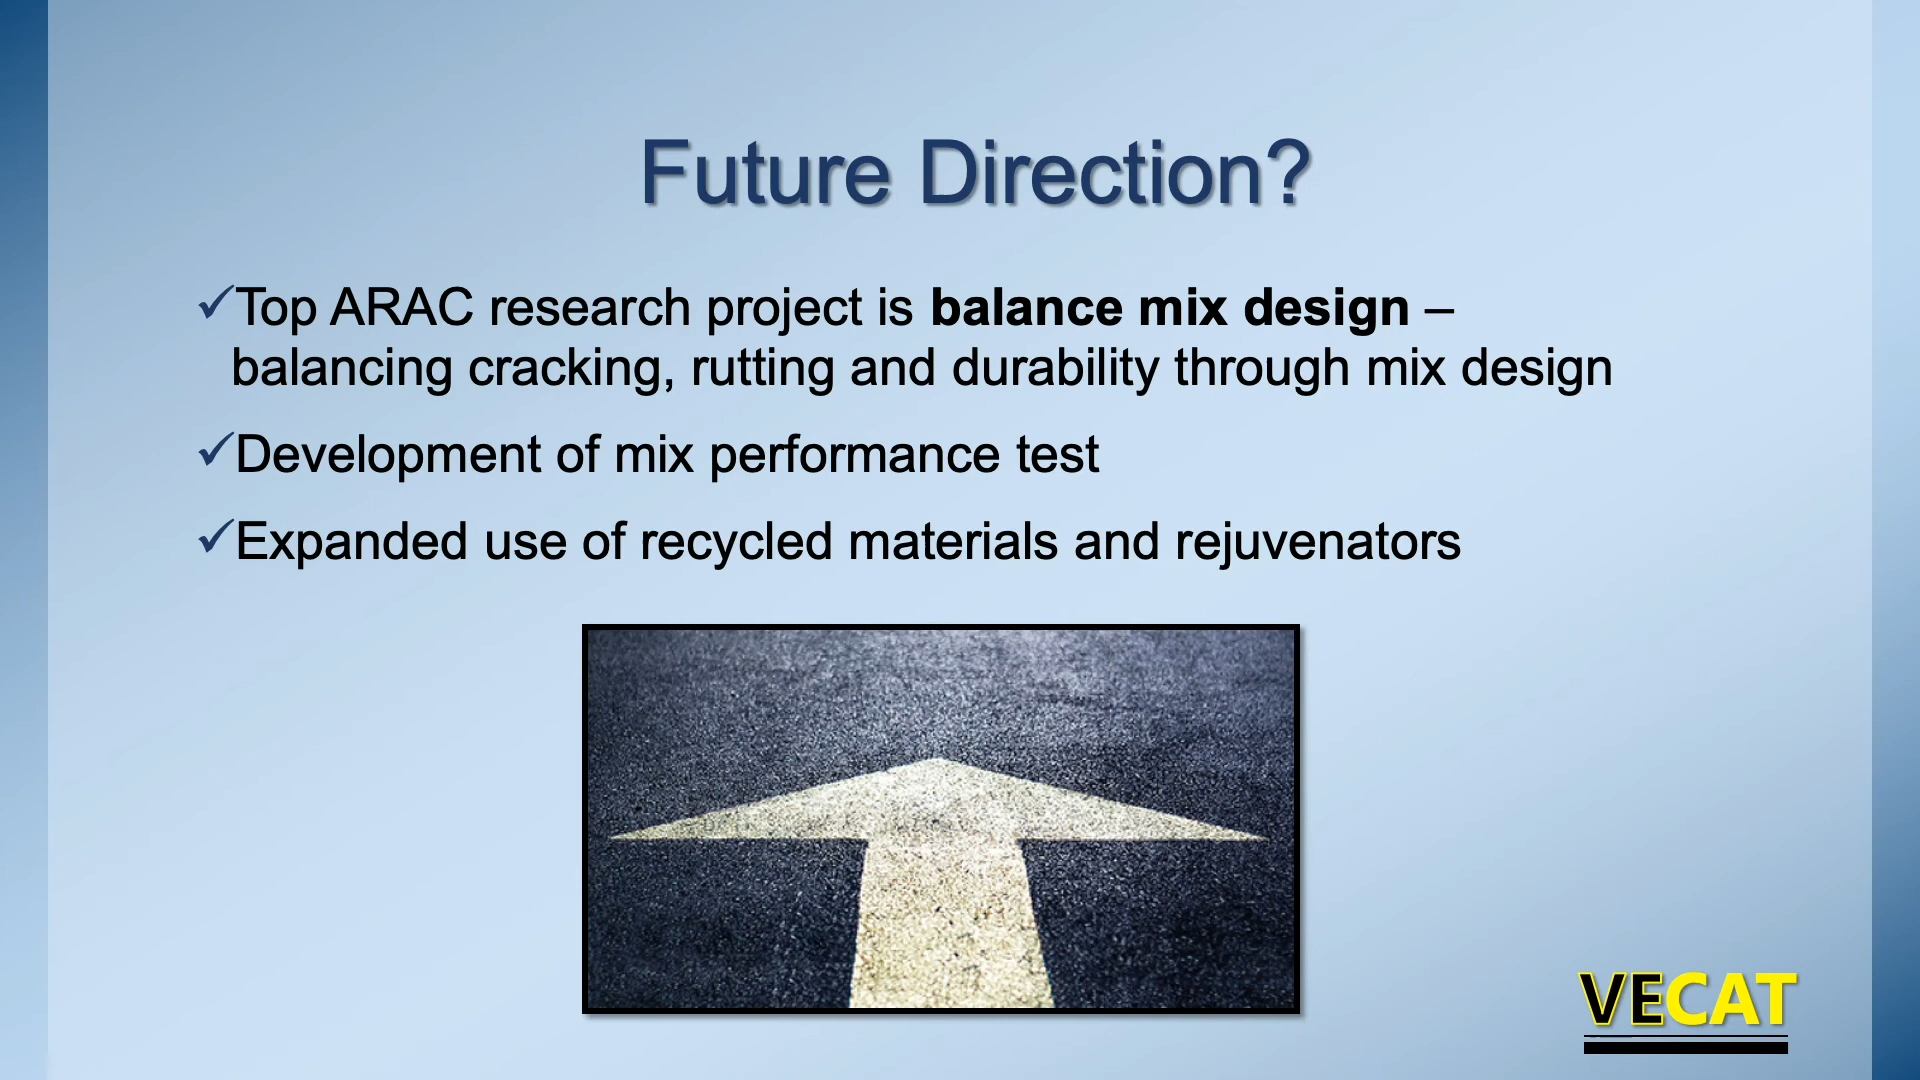 Future Direction?
✓Top ARAC research project is balance mix design –
balancing cracking, rutting and durability through mix design
✓Development of mix performance test
✓Expanded use of recycled materials and rejuvenators
VECAT